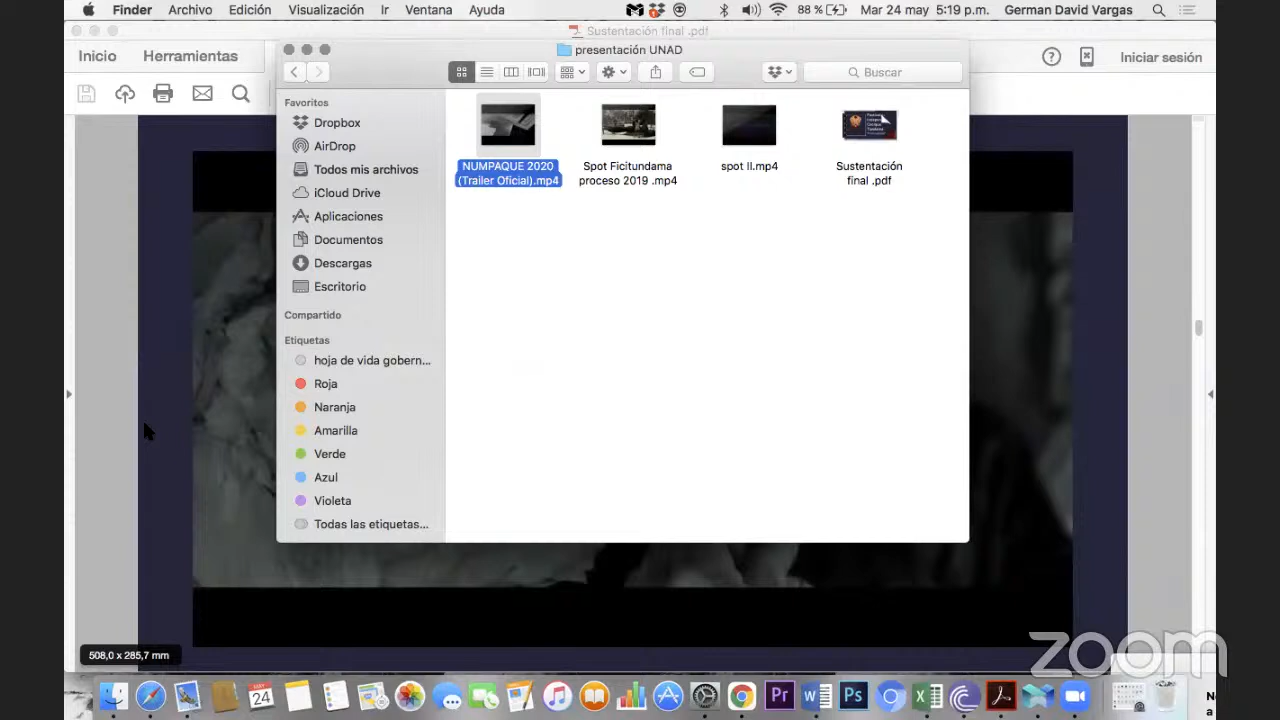 Finder Archivo Edición Visualización Ir Ventana Ayuda 88 % Mar 24 may 5:19 p.m. German David Vargas
Sustentación final .pdf
Inicio Herramientas Iniciar sesión
presentación UNAD
Buscar
Favoritos
Dropbox
AirDrop
Todos mis archivos
iCloud Drive
Aplicaciones
Documentos
Descargas
Escritorio
Compartido
Etiquetas
hoja de vida gobern...
Roja
Naranja
Amarilla
Verde
Azul
Violeta
Todas las etiquetas...
NUMPAQUE 2020
(Trailer Oficial).mp4
Spot Ficitundama
proceso 2019 .mp4
spot II.mp4
Sustentación
final .pdf
508,0 x 285,7 mm
zoom
24
Pr
Ps